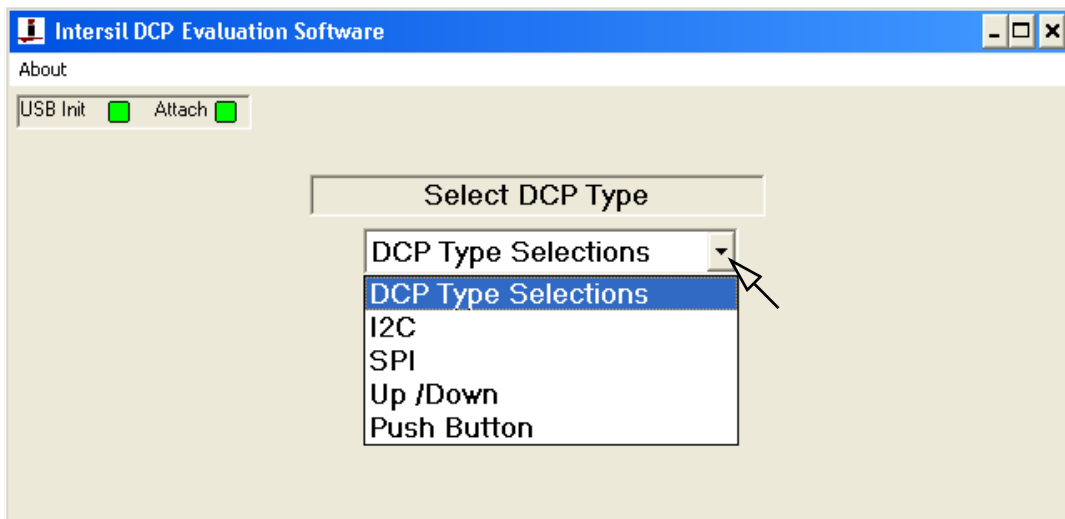 Intersil DCP Evaluation Software
About
USB Init Attach
Select DCP Type
DCP Type Selections
DCP Type Selections
I2C
SPI
Up /Down
Push Button